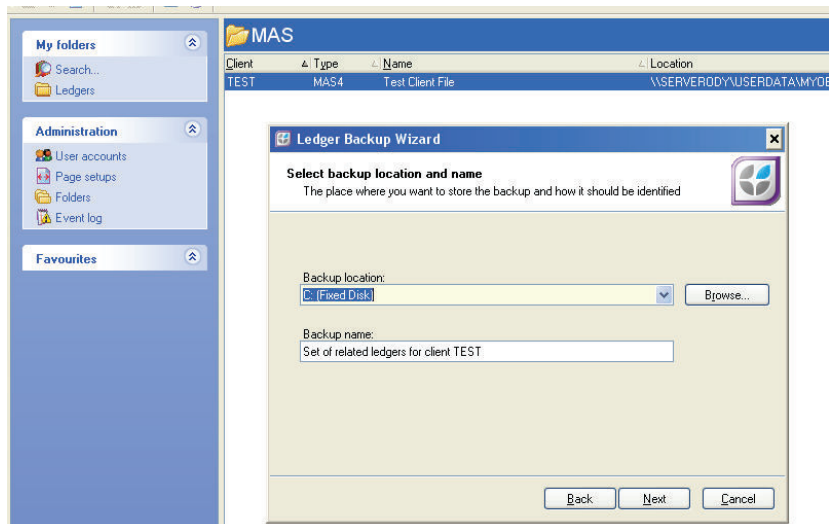 My folders
Search...
Ledgers
Administration
User accounts
Page setups
Folders
Event log
Favourites
MAS
Client Type Name Location
TEST MAS4 Test Client File \\SERVERODY\USERDATA\MYOB
Ledger Backup Wizard
Select backup location and name
The place where you want to store the backup and how it should be identified
Backup location:
C: (Fixed Disk)
Browse...
Backup name:
Set of related ledgers for client TEST
Back Next Cancel